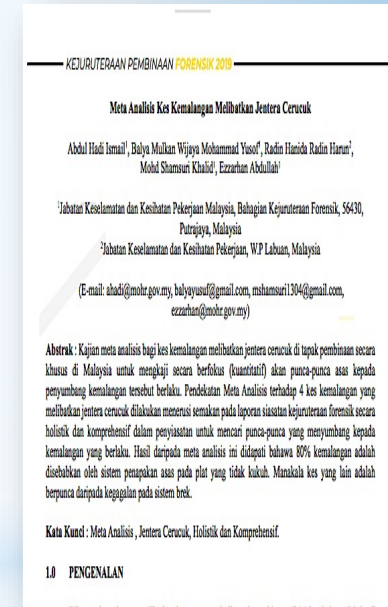 KEJURUTERAAN PEMBINAAN FORENSIK 2019
Meta Analisis Kes Kemalangan Melibatkan Jentera Cerucuk
Abdul Hadi Ismail¹, Balya Mulkan Wijaya Mohammad Yusof¹, Radin Hanida Radin Harun²,
Mohd Shamsuri Khalid¹, Ezzarhan Abdullah¹
¹Jabatan Keselamatan dan Kesihatan Pekerjaan Malaysia, Bahagian Kejuruteraan Forensik, 56430,
Putrajaya, Malaysia
²Jabatan Keselamatan dan Kesihatan Pekerjaan, W.P Labuan, Malaysia
(E-mail: ahadi@mohr.gov.my, balyayusuf@gmail.com, mshamsuri1304@gmail.com,
ezzarhan@mohr.gov.my)
Abstrak : Kajian meta analisis bagi kes kemalangan melibatkan jentera cerucuk di tapak pembinaan secara
khusus di Malaysia untuk mengkaji secara berfokus (kuantitatif) akan punca-punca asas kepada
penyumbang kemalangan tersebut berlaku. Pendekatan Meta Analisis terhadap 4 kes kemalangan yang
melibatkan jentera cerucuk dilakukan menerusi semakan pada laporan siasatan kejuruteraan forensik secara
holistik dan komprehensif dalam penyiasatan untuk mencari punca-punca yang menyumbang kepada
kemalangan yang berlaku. Hasil daripada meta analisis ini didapati bahawa 80% kemalangan adalah
disebabkan oleh sistem penapakan asas pada plat yang tidak kukuh. Manakala kes yang lain adalah
berpunca daripada kegagalan pada sistem brek.
Kata Kunci : Meta Analisis , Jentera Cerucuk, Holistik dan Komprehensif.
1.0 PENGENALAN